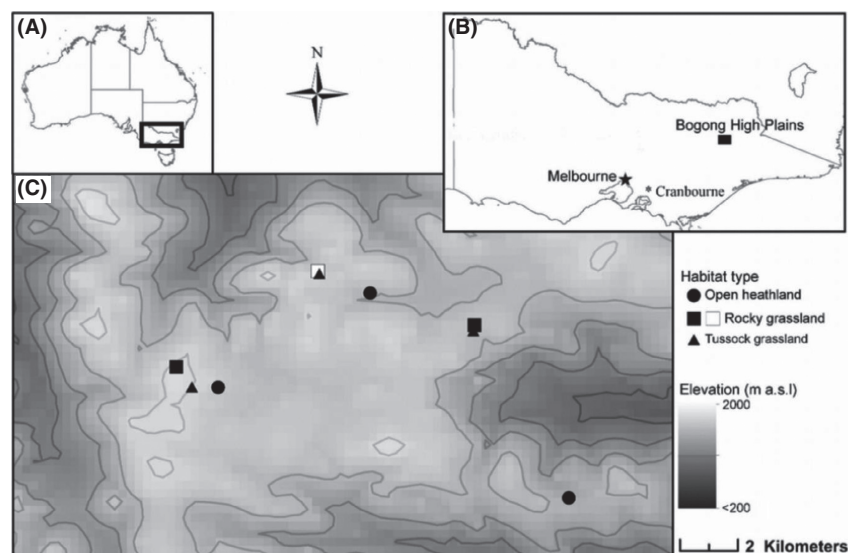 (A)
N
(B)
Bogong High Plains
Melbourne
Cranbourne
(C)
Habitat type
Open heathland
Rocky grassland
Tussock grassland
Elevation (m a.s.l)
2000
<200
2 Kilometers